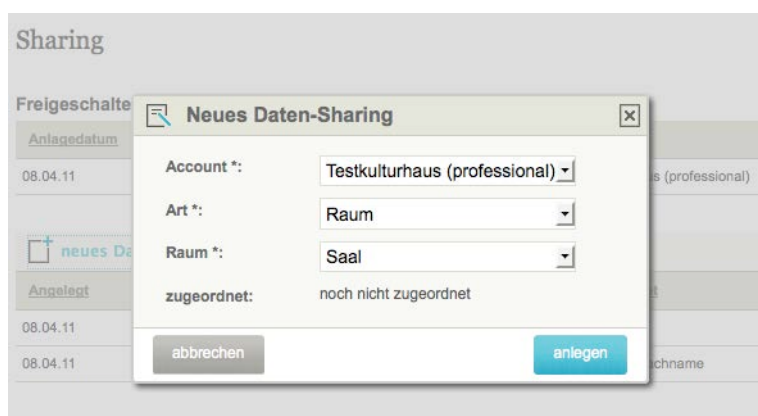 Sharing
Freigeschalte
Neues Daten-Sharing
Anlagedatum
Account *: Testkulturhaus (professional)
08.04.11 s (professional)
Art *: Raum
neues Da
Raum *: Saal
Angelegt
zugeordnet: noch nicht zugeordnet
08.04.11
abbrechen anlegen
08.04.11 chname